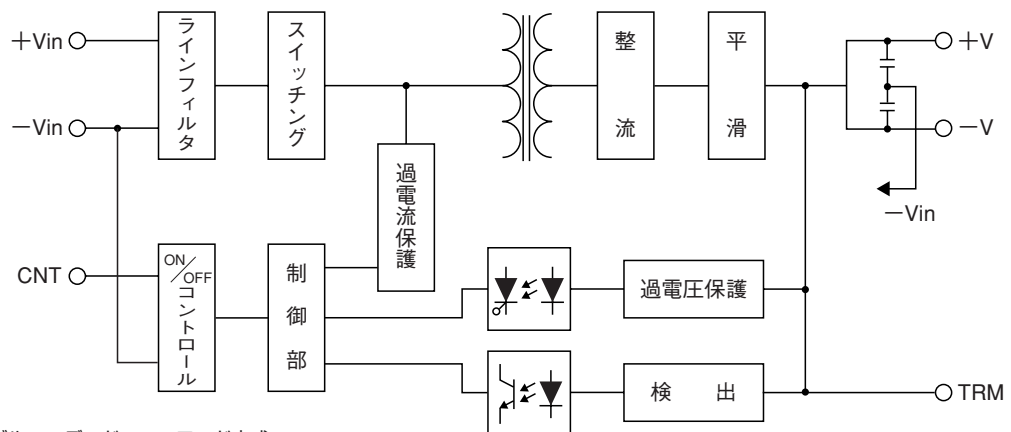 +Vin
−Vin
CNT
ラインフィルタ
スイッチング
過電流保護
整流
平滑
+V
−V
−Vin
ON/OFF
コントロール
制御部
過電圧保護
検出
TRM